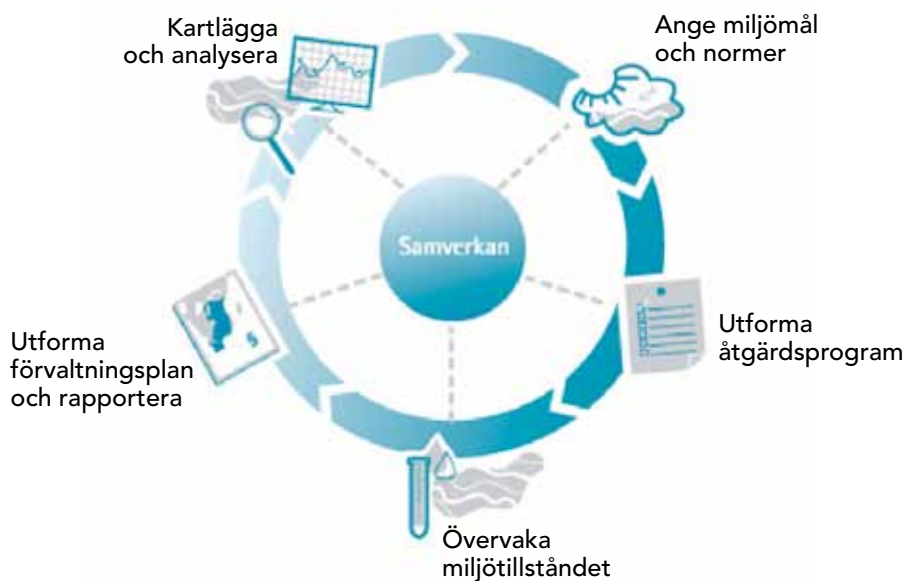 Kartlägga
och analysera
Ange miljömål
och normer
Samverkan
Utforma
åtgärdsprogram
Utforma
förvaltningsplan
och rapportera
Övervaka
miljötillståndet